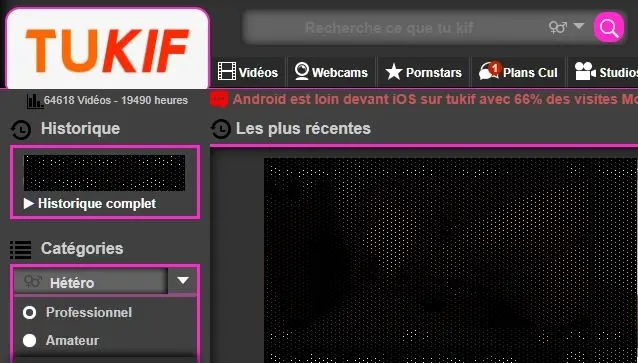 TUKIF
Recherche ce que tu kif
Vidéos Webcams Pornstars 1 Plans Cul Studios
64618 Vidéos - 19490 heures
Android est loin devant iOS sur tukif avec 66% des visites Mo
Historique
Les plus récentes
▶ Historique complet
Catégories
Hétéro
Professionnel
Amateur